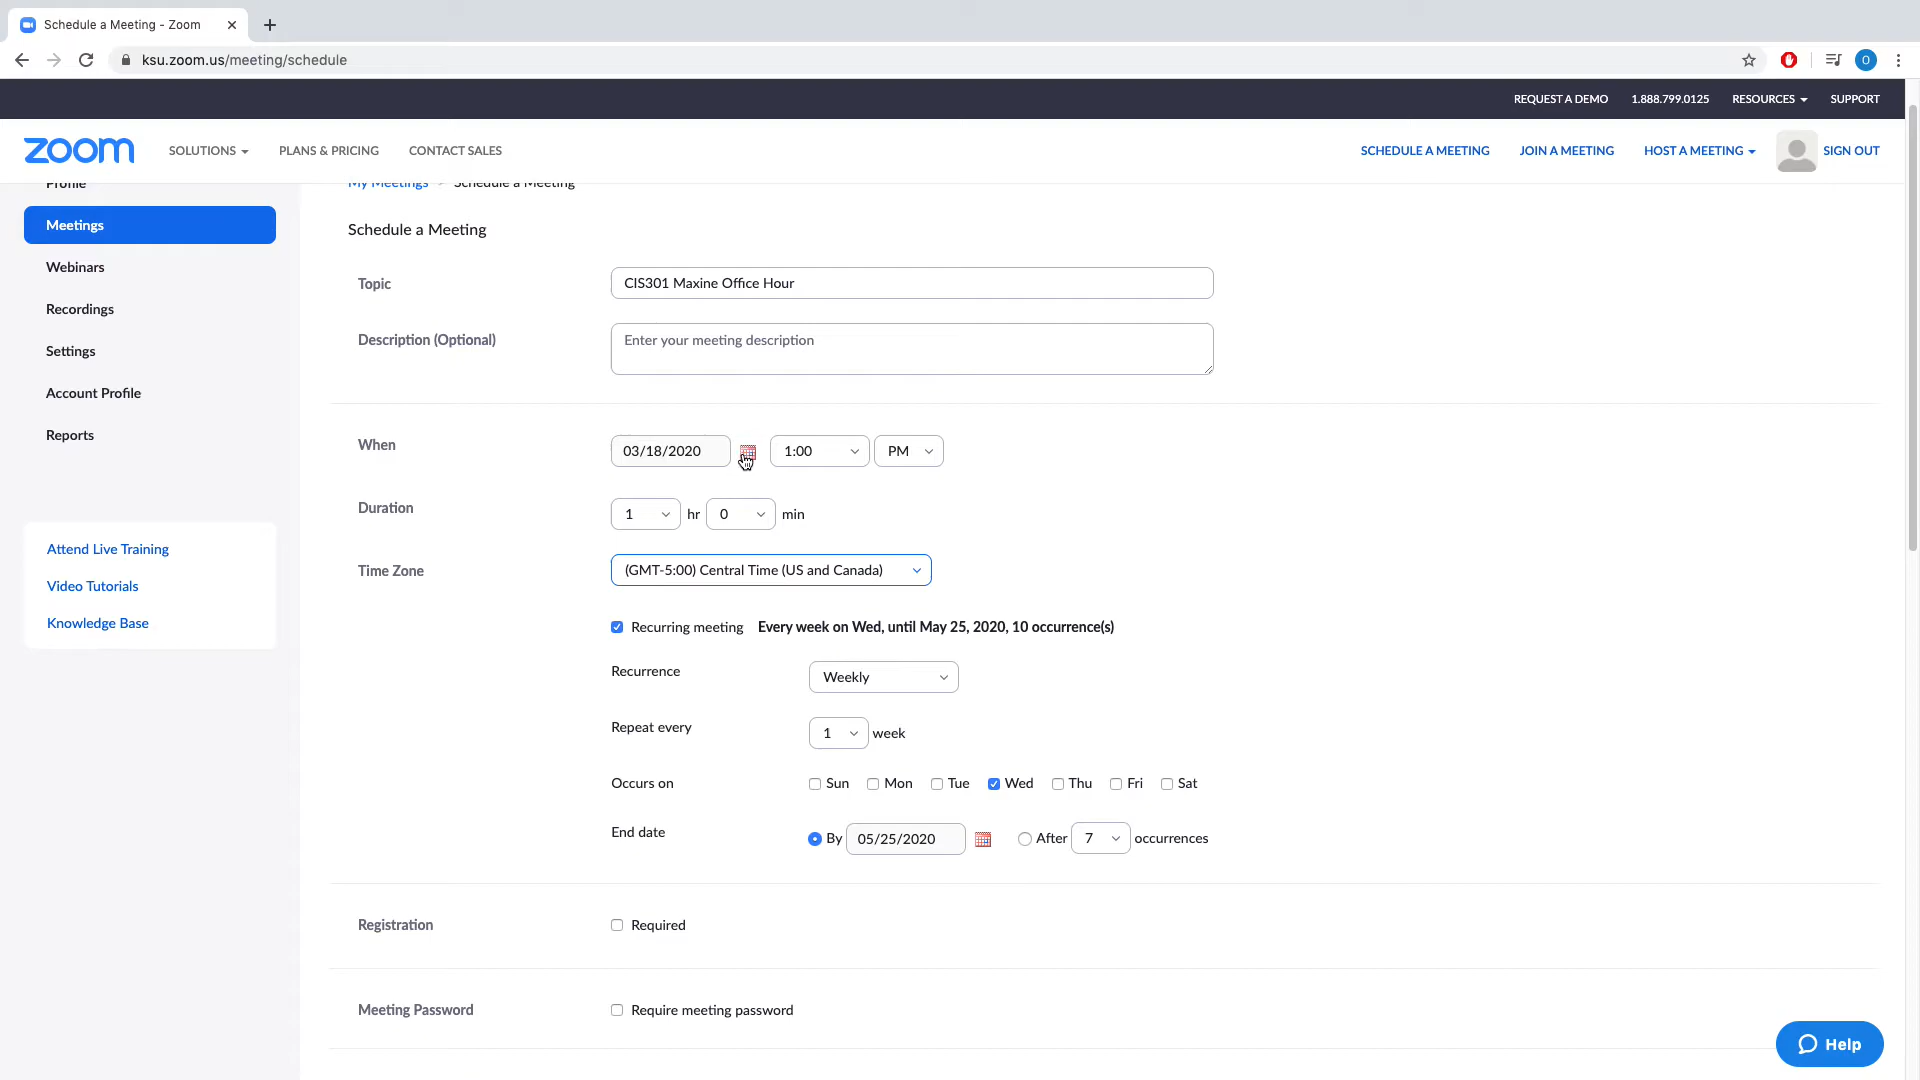 Schedule a Meeting - Zoom
ksu.zoom.us/meeting/schedule
O
REQUEST A DEMO 1.888.799.0125 RESOURCES SUPPORT
zoom SOLUTIONS PLANS & PRICING CONTACT SALES SCHEDULE A MEETING JOIN A MEETING HOST A MEETING SIGN OUT
Profile
Meetings
Webinars
Recordings
Settings
Account Profile
Reports
Attend Live Training
Video Tutorials
Knowledge Base
My Meetings > Schedule a Meeting
Schedule a Meeting
Topic CIS301 Maxine Office Hour
Description (Optional) Enter your meeting description
When 03/18/2020 1:00 PM
Duration 1 hr 0 min
Time Zone (GMT-5:00) Central Time (US and Canada)
Recurring meeting Every week on Wed, until May 25, 2020, 10 occurrence(s)
Recurrence Weekly
Repeat every 1 week
Occurs on Sun Mon Tue Wed Thu Fri Sat
End date By 05/25/2020 After 7 occurrences
Registration Required
Meeting Password Require meeting password
Help